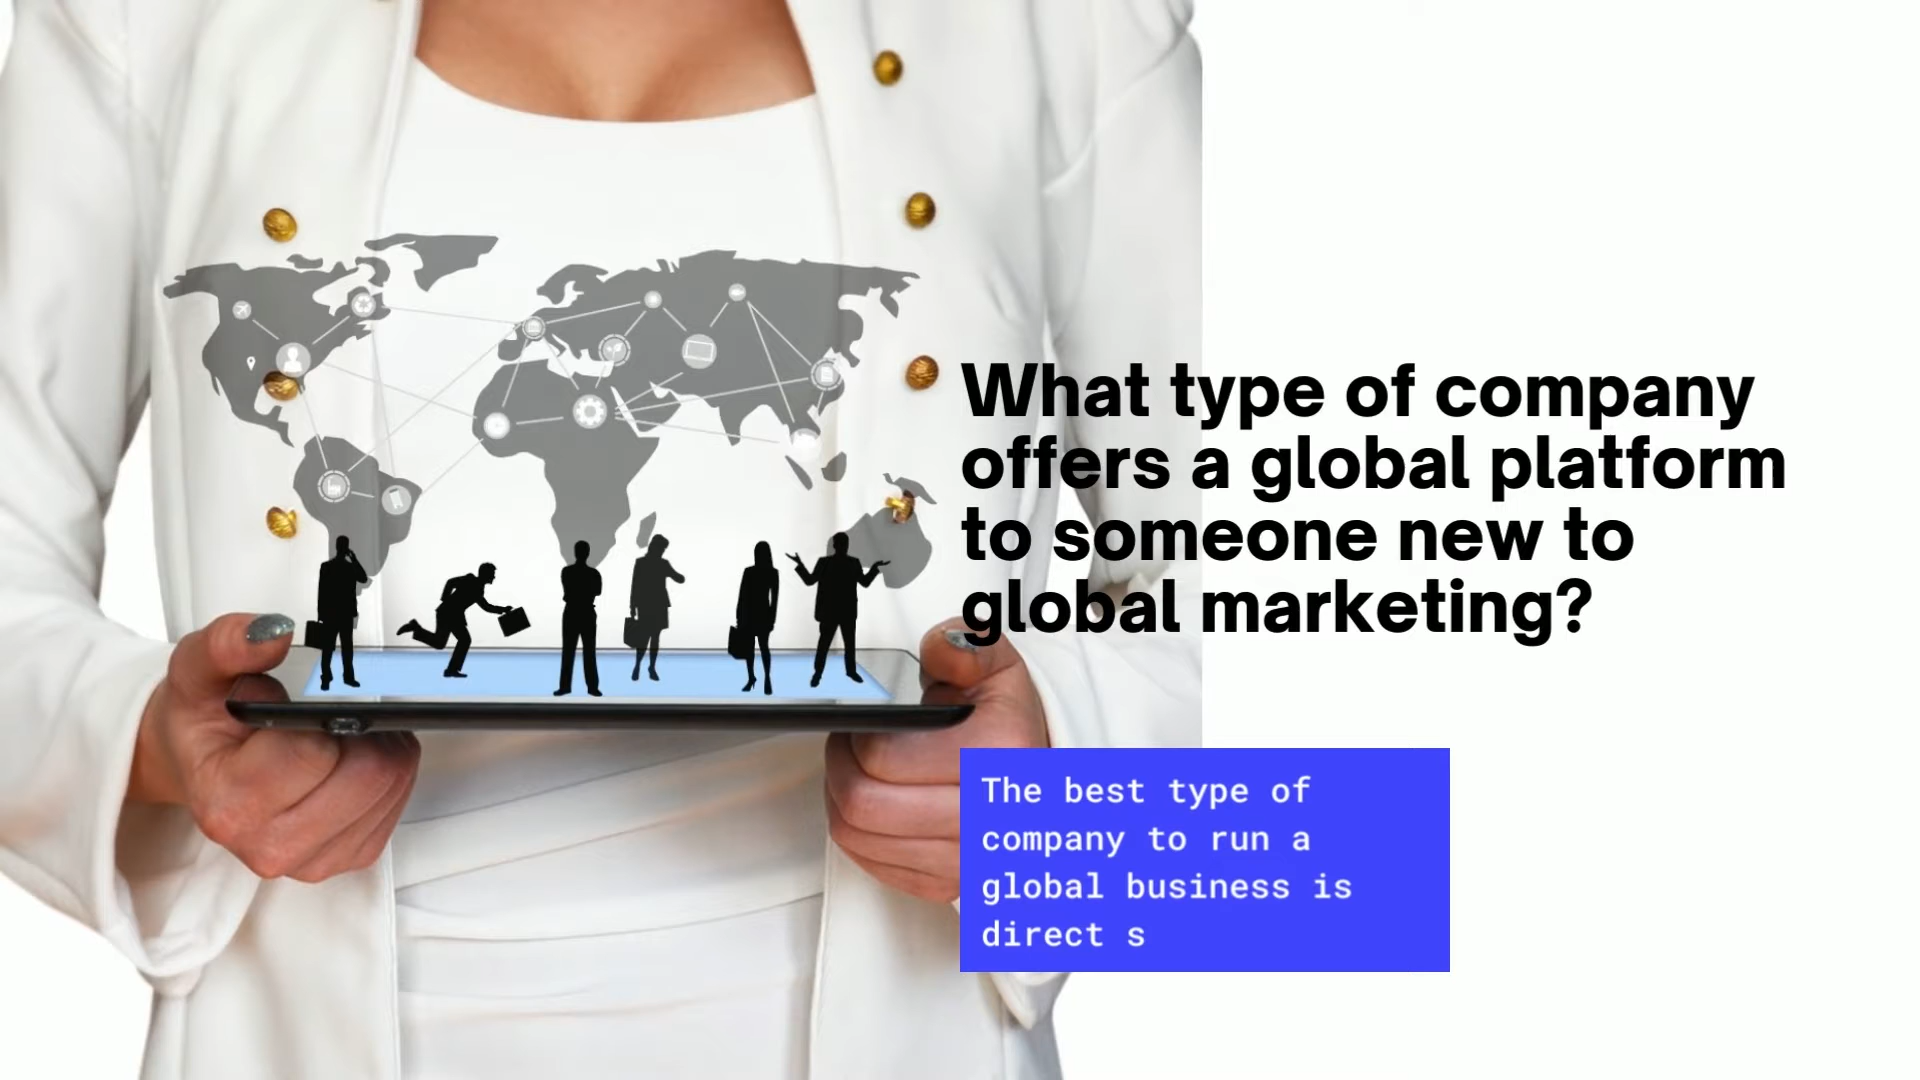 What type of company
offers a global platform
to someone new to
global marketing?
The best type of
company to run a
global business is
direct s